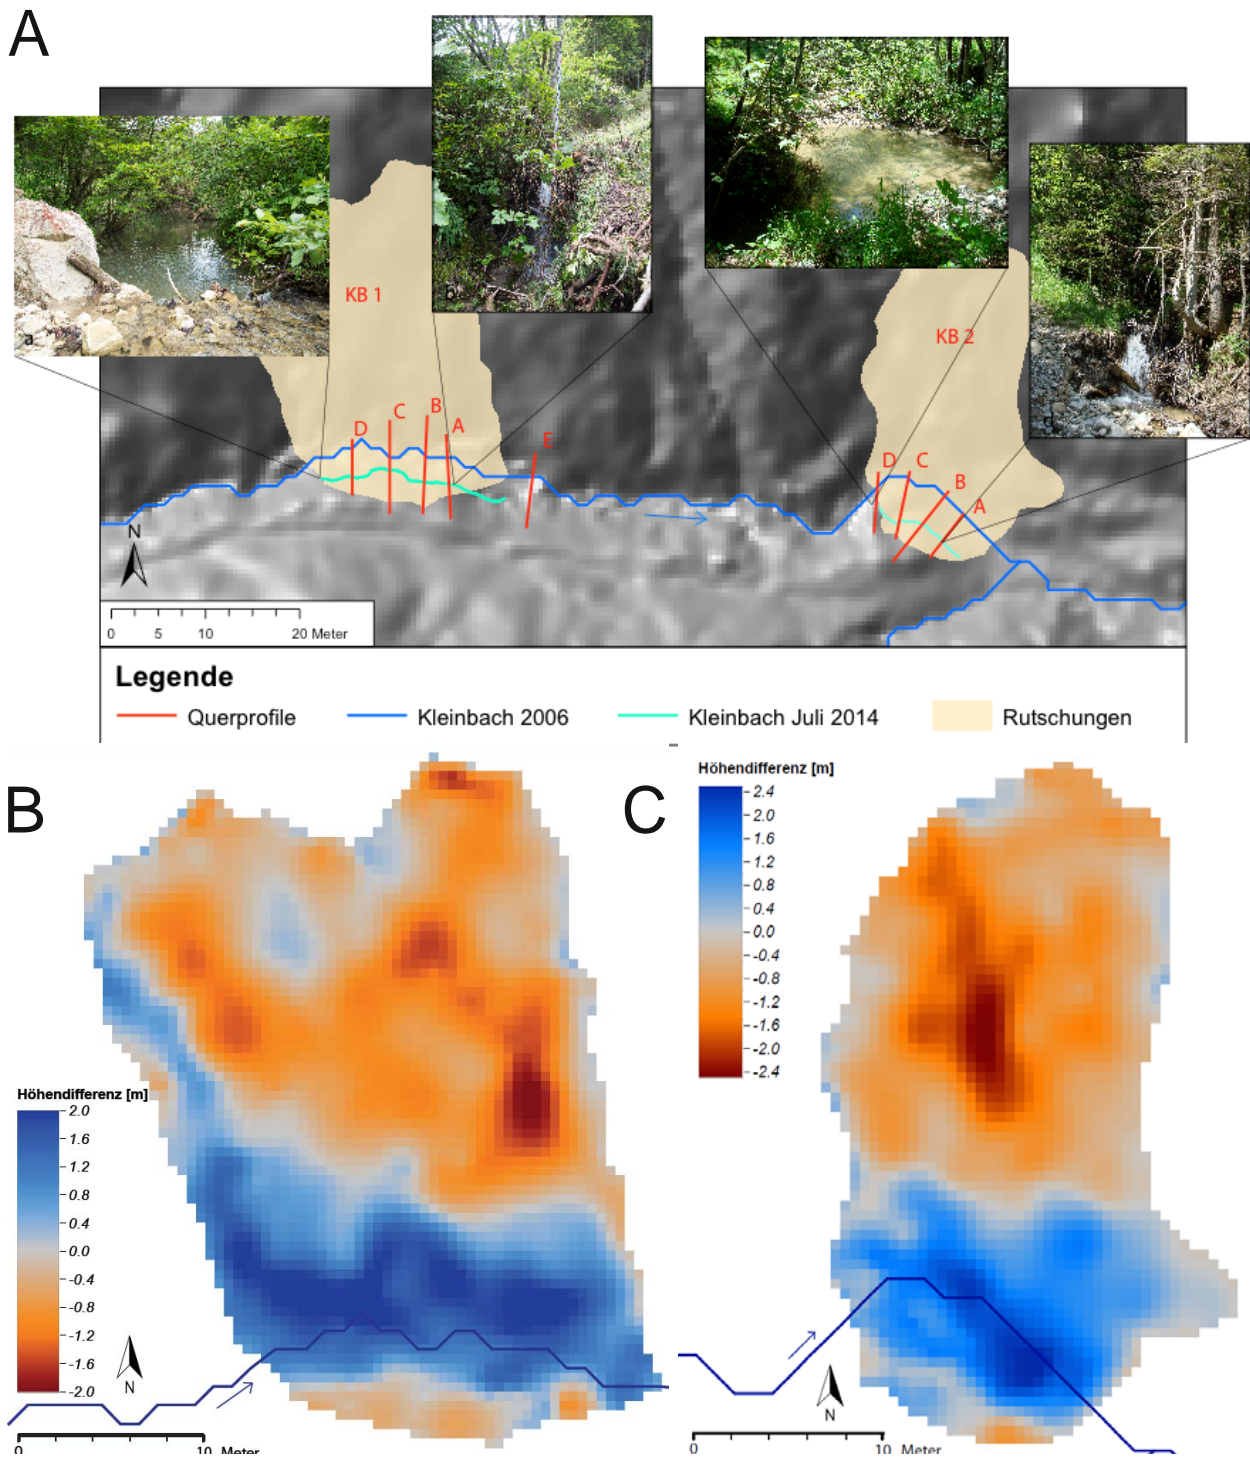 A
KB 1
KB 2
D
C
B
A
E
D
C
B
A
a
b
N
0 5 10 20 Meter
Legende
Querprofile
Kleinbach 2006
Kleinbach Juli 2014
Rutschungen
B
Höhendifferenz [m]
2.0
1.6
1.2
0.8
0.4
0.0
-0.4
-0.8
-1.2
-1.6
-2.0
N
0 10 Meter
C
Höhendifferenz [m]
2.4
2.0
1.6
1.2
0.8
0.4
0.0
-0.4
-0.8
-1.2
-1.6
-2.0
-2.4
N
0 10 Meter